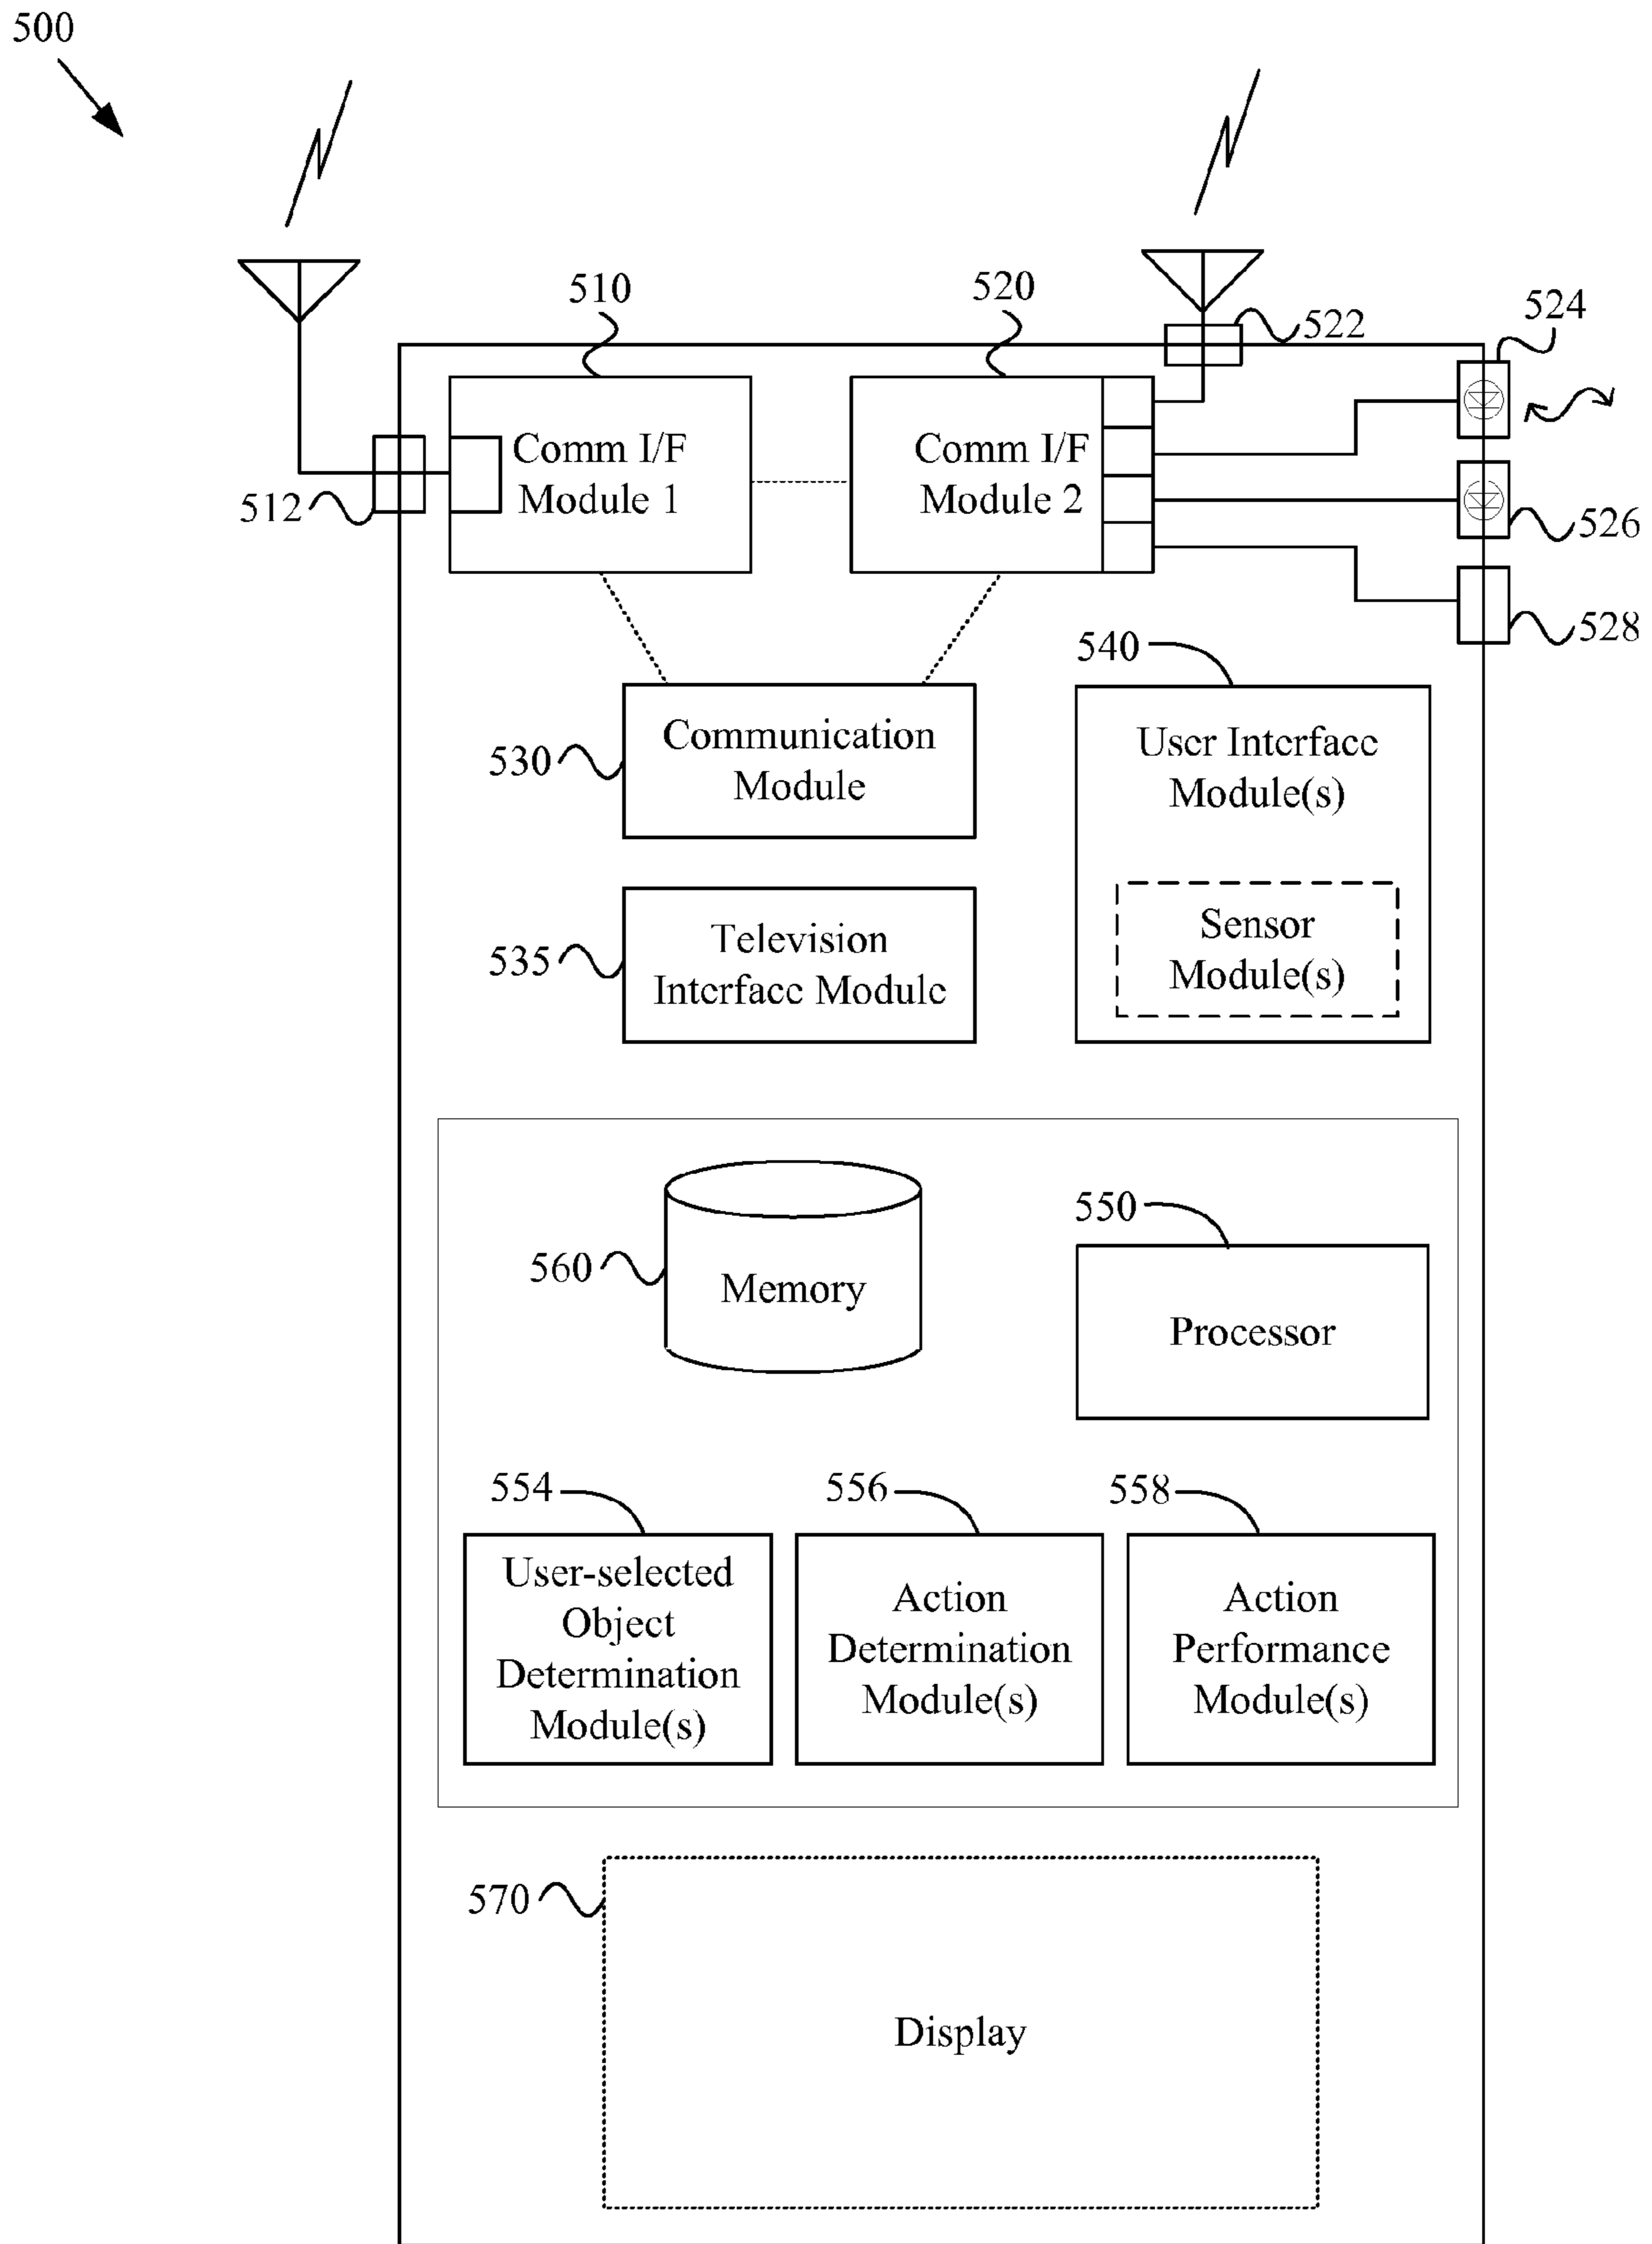 500
510
520
522
524
Comm I/F
Module 1
Comm I/F
Module 2
512
526
528
540
530
Communication
Module
User Interface
Module(s)
535
Television
Interface Module
Sensor
Module(s)
550
560
Memory
Processor
554
556
558
User-selected
Object
Determination
Module(s)
Action
Determination
Module(s)
Action
Performance
Module(s)
570
Display